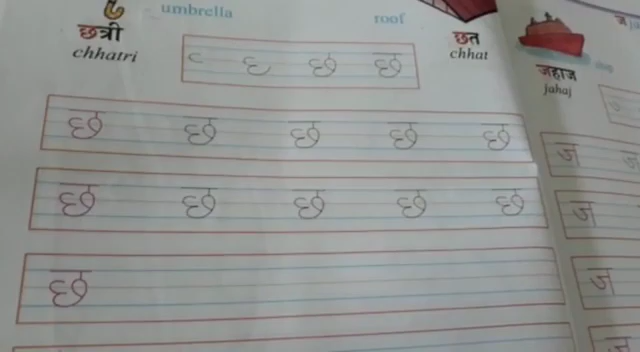 umbrella roof
छत्री छत
chhatri chhat
छ
छ छ छ छ छ
छ छ छ छ छ
छ
जहाज
jahaj
ज
ज
ज